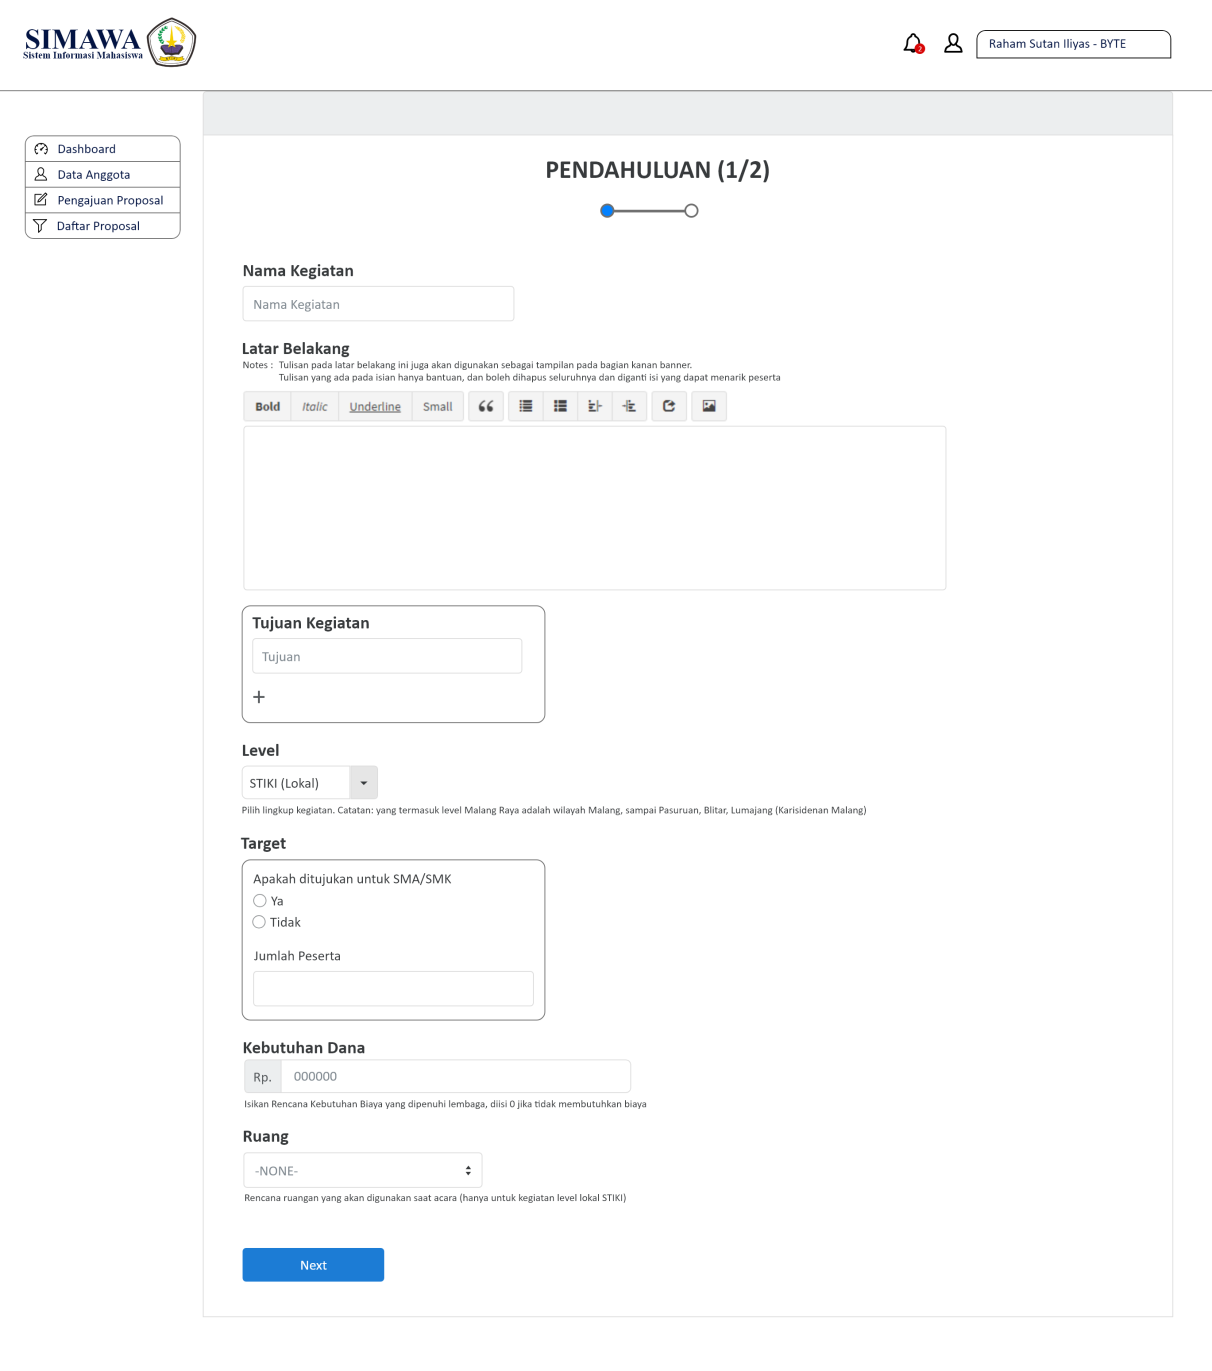 SIMAWA
Sistem Informasi Mahasiswa
2
Raham Sutan Iliyas - BYTE
Dashboard
Data Anggota
Pengajuan Proposal
Daftar Proposal
PENDAHULUAN (1/2)
Nama Kegiatan
Nama Kegiatan
Latar Belakang
Notes : Tulisan pada latar belakang ini juga akan digunakan sebagai tampilan pada bagian kanan banner.
Tulisan yang ada pada isian hanya bantuan, dan boleh dihapus seluruhnya dan diganti isi yang dapat menarik peserta
Bold Italic Underline Small
Tujuan Kegiatan
Tujuan
+
Level
STIKI (Lokal)
Pilih lingkup kegiatan. Catatan: yang termasuk level Malang Raya adalah wilayah Malang, sampai Pasuruan, Blitar, Lumajang (Karisidenan Malang)
Target
Apakah ditujukan untuk SMA/SMK
Ya
Tidak
Jumlah Peserta
Kebutuhan Dana
Rp. 000000
Isikan Rencana Kebutuhan Biaya yang dipenuhi lembaga, diisi 0 jika tidak membutuhkan biaya
Ruang
-NONE-
Rencana ruangan yang akan digunakan saat acara (hanya untuk kegiatan level lokal STIKI)
Next